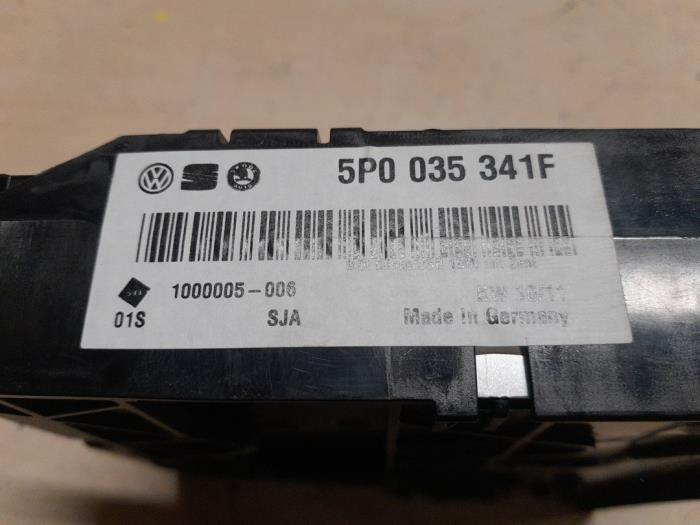 5P0 035 341F
1000005-006
01S SJA Made in Germany